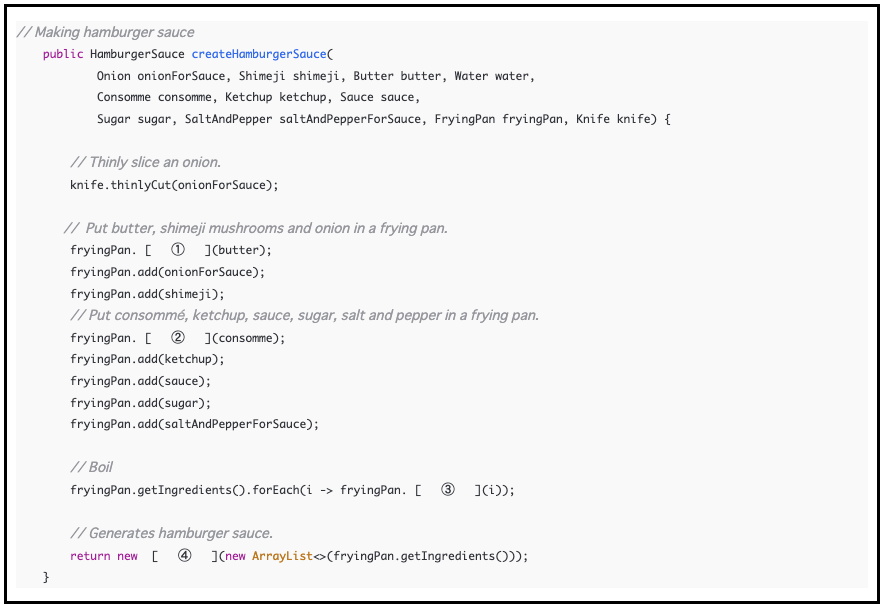 // Making hamburger sauce
public HamburgerSauce createHamburgerSauce(
Onion onionForSauce, Shimeji shimeji, Butter butter, Water water,
Consomme consomme, Ketchup ketchup, Sauce sauce,
Sugar sugar, SaltAndPepper saltAndPepperForSauce, FryingPan fryingPan, Knife knife) {
// Thinly slice an onion.
knife.thinlyCut(onionForSauce);
//  Put butter, shimeji mushrooms and onion in a frying pan.
fryingPan. [ ① ](butter);
fryingPan.add(onionForSauce);
fryingPan.add(shimeji);
// Put consommé, ketchup, sauce, sugar, salt and pepper in a frying pan.
fryingPan. [ ② ](consomme);
fryingPan.add(ketchup);
fryingPan.add(sauce);
fryingPan.add(sugar);
fryingPan.add(saltAndPepperForSauce);
// Boil
fryingPan.getIngredients().forEach(i -> fryingPan. [ ③ ](i));
// Generates hamburger sauce.
return new [ ④ ](new ArrayList<>(fryingPan.getIngredients()));
}